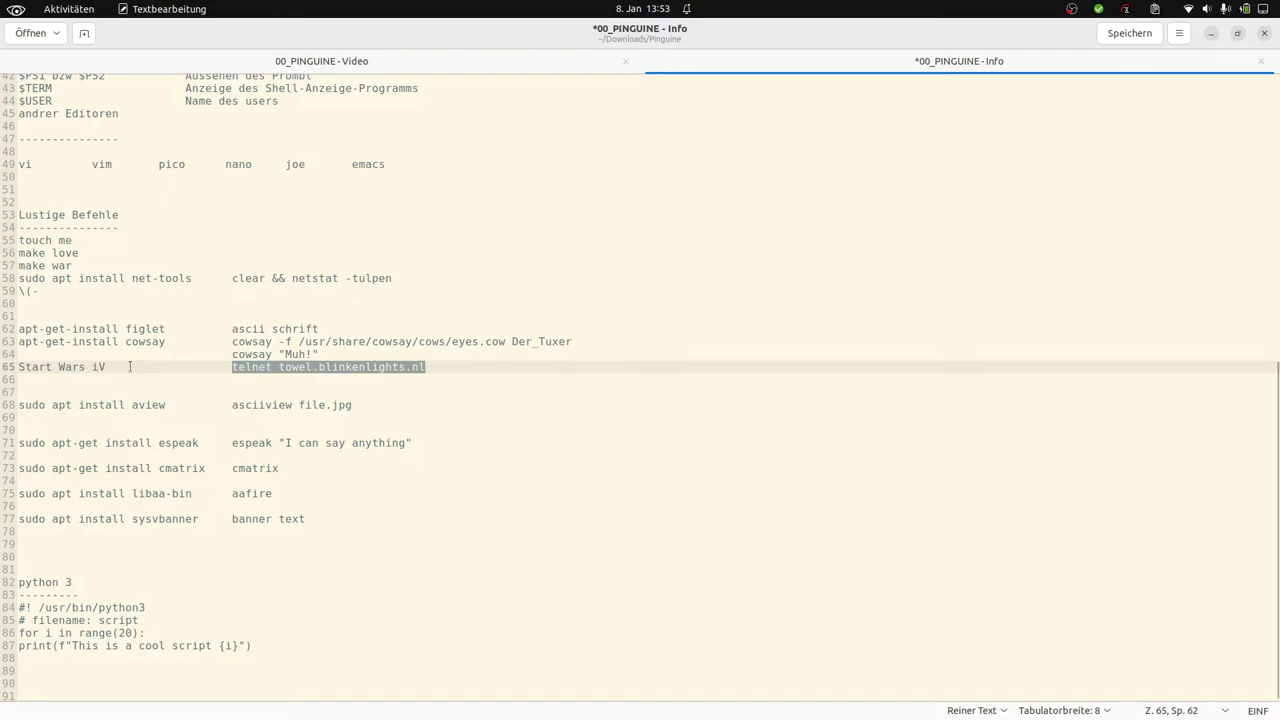 Aktivitäten Textbearbeitung 8. Jan 13:53
Öffnen *00_PINGUINE - Info Speichern
~/Downloads/Pinguine
00_PINGUINE - Video *00_PINGUINE - Info
42 $PS1 bzw $PS2 Aussehen des Prombt
43 $TERM Anzeige des Shell-Anzeige-Programms
44 $USER Name des users
45 andrer Editoren
46
47 ---------------
48
49 vi vim pico nano joe emacs
50
51
52
53 Lustige Befehle
54 ---------------
55 touch me
56 make love
57 make war
58 sudo apt install net-tools clear && netstat -tulpen
59 \(-
60
61
62 apt-get-install figlet ascii schrift
63 apt-get-install cowsay cowsay -f /usr/share/cowsay/cows/eyes.cow Der_Tuxer
64 cowsay "Muh!"
65 Start Wars iV telnet towel.blinkenlights.nl
66
67
68 sudo apt install aview asciiview file.jpg
69
70
71 sudo apt-get install espeak espeak "I can say anything"
72
73 sudo apt-get install cmatrix cmatrix
74
75 sudo apt install libaa-bin aafire
76
77 sudo apt install sysvbanner banner text
78
79
80
81
82 python 3
83 ---------
84 #! /usr/bin/python3
85 # filename: script
86 for i in range(20):
87 print(f"This is a cool script {i}")
88
89
90
91
Reiner Text Tabulatorbreite: 8 Z. 65, Sp. 62 EINF